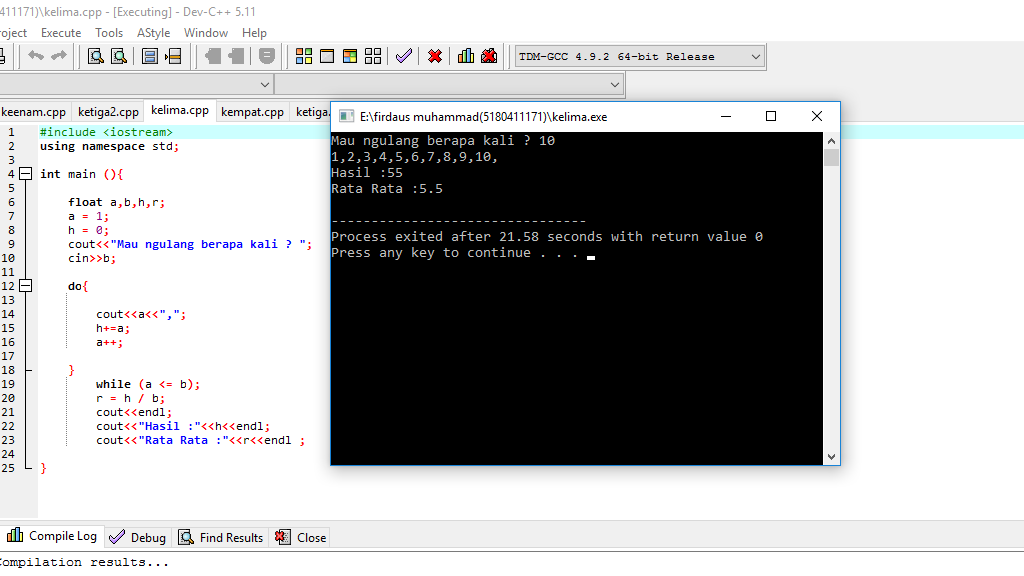 411171)\kelima.cpp - [Executing] - Dev-C++ 5.11
roject Execute Tools AStyle Window Help
TDM-GCC 4.9.2 64-bit Release
keenam.cpp ketiga2.cpp kelima.cpp kempat.cpp ketiga.
E:\firdaus muhammad(5180411171)\kelima.exe
Mau ngulang berapa kali ? 10
1,2,3,4,5,6,7,8,9,10,
Hasil :55
Rata Rata :5.5
--------------------------------
Process exited after 21.58 seconds with return value 0
Press any key to continue . . .
1 #include <iostream>
2 using namespace std;
3
4 int main (){
5
6 float a,b,h,r;
7 a = 1;
8 h = 0;
9 cout<<"Mau ngulang berapa kali ? ";
10 cin>>b;
11
12 do{
13
14 cout<<a<<",";
15 h+=a;
16 a++;
17
18 }
19 while (a <= b);
20 r = h / b;
21 cout<<endl;
22 cout<<"Hasil :"<<h<<endl;
23 cout<<"Rata Rata :"<<r<<endl ;
24
25 }
Compile Log Debug Find Results Close
Compilation results...